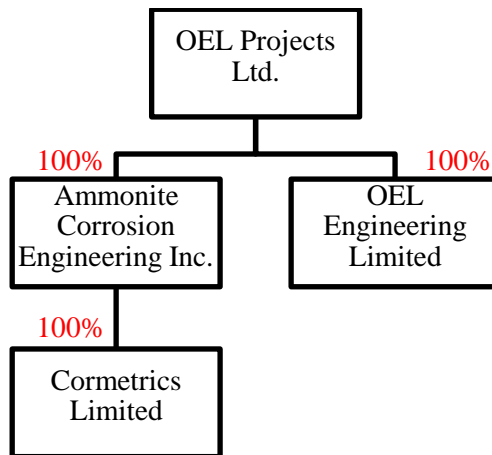 OEL Projects
Ltd.
100%
100%
Ammonite
Corrosion
Engineering Inc.
OEL
Engineering
Limited
100%
Cormetrics
Limited